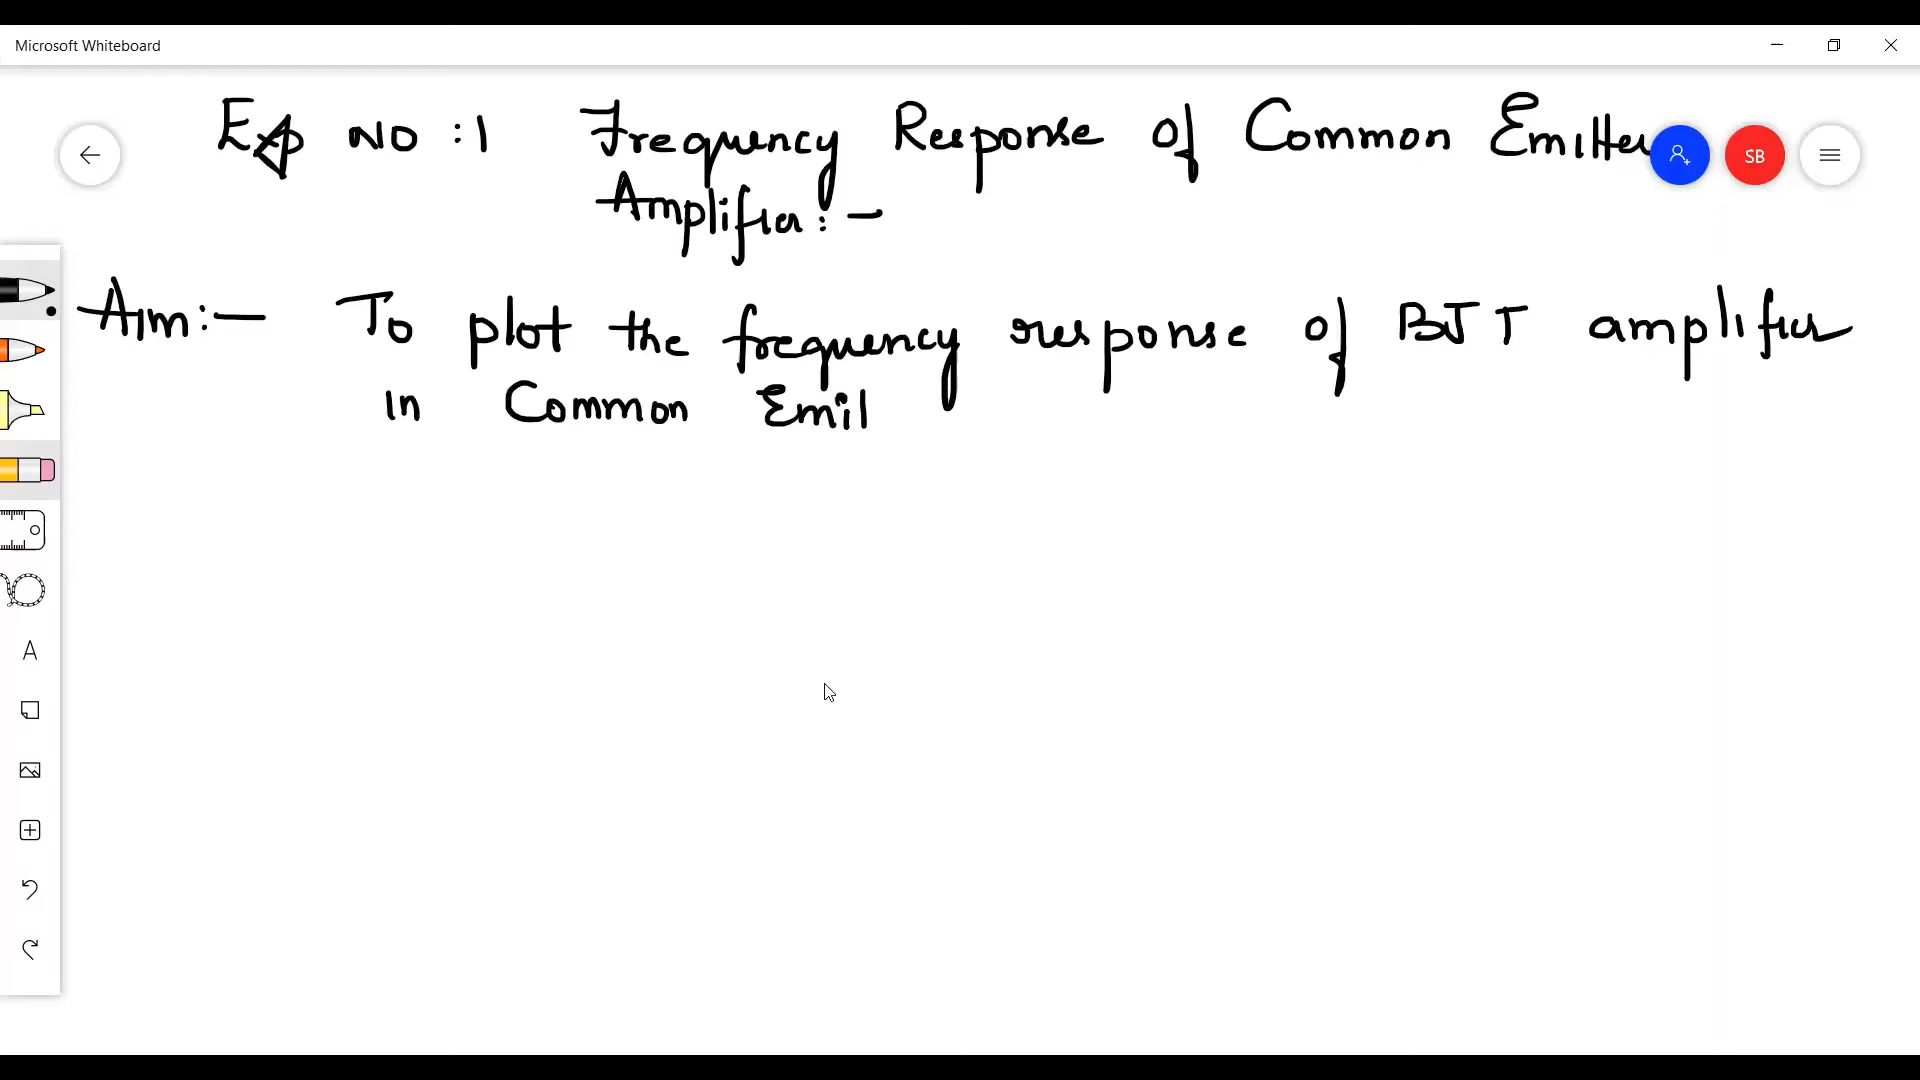 Microsoft Whiteboard
Exp NO : 1 Frequency Response of Common Emitter
SB
Amplifier : -
Aim : - To plot the frequency response of BJT amplifier
in Common Emil
A